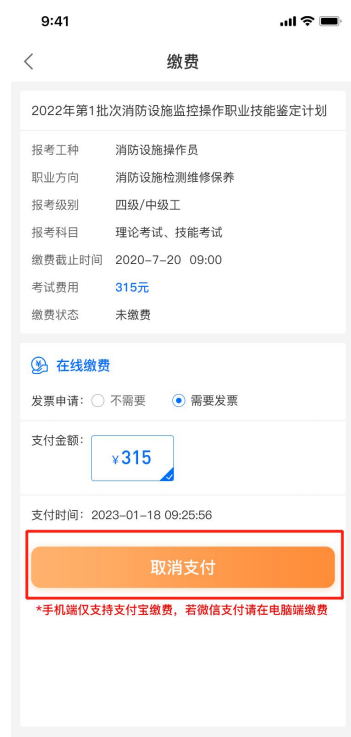 9:41
缴费
2022年第1批次消防设施监控操作职业技能鉴定计划
报考工种 消防设施操作员
职业方向 消防设施检测维修保养
报考级别 四级/中级工
报考科目 理论考试、技能考试
缴费截止时间 2020-7-20 09:00
考试费用 315元
缴费状态 未缴费
在线缴费
发票申请: 不需要 需要发票
支付金额: ¥315
支付时间: 2023-01-18 09:25:56
取消支付
*手机端仅支持支付宝缴费，若微信支付请在电脑端缴费